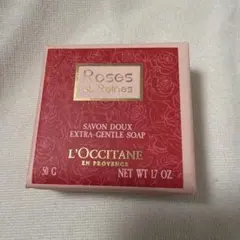 Roses
et Reines
SAVON DOUX
EXTRA-GENTLE SOAP
L'OCCITANE
EN PROVENCE
50 G NET WT 1.7 OZ.